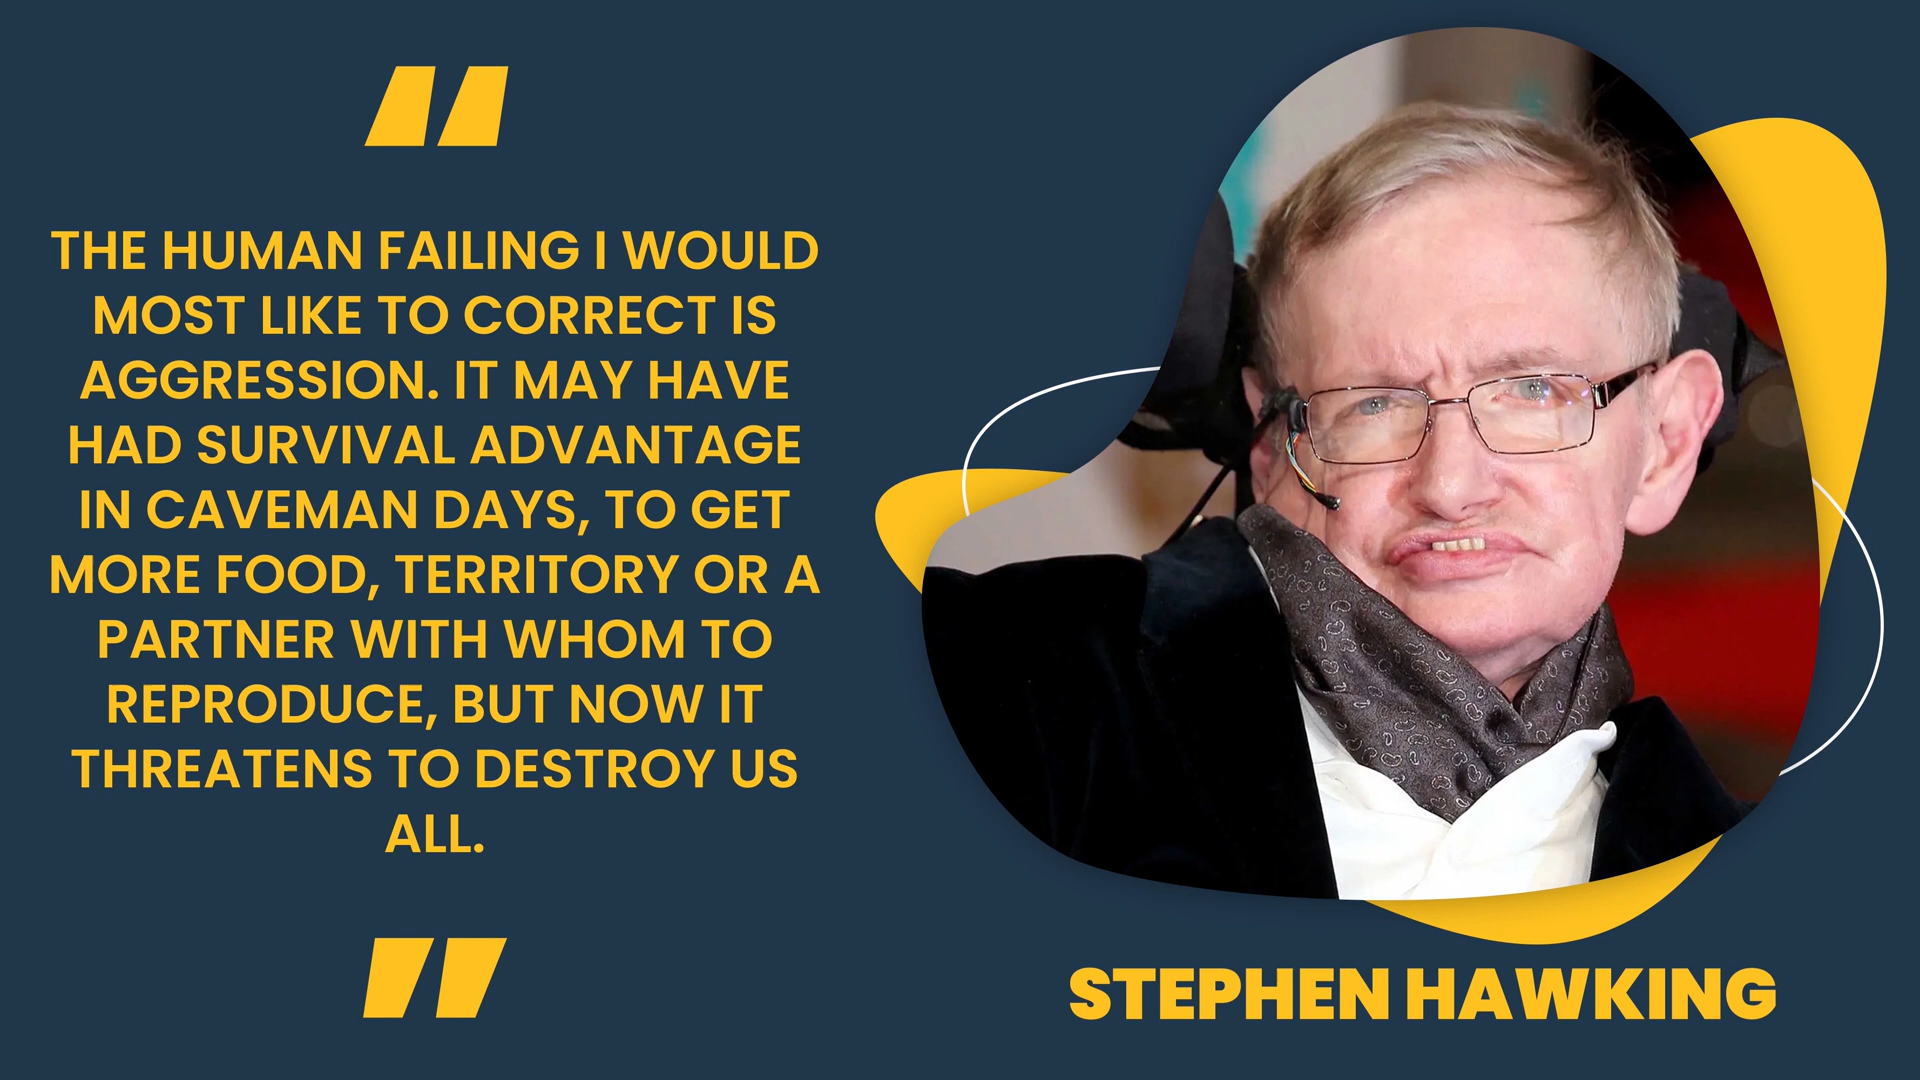 "
THE HUMAN FAILING I WOULD
MOST LIKE TO CORRECT IS
AGGRESSION. IT MAY HAVE
HAD SURVIVAL ADVANTAGE
IN CAVEMAN DAYS, TO GET
MORE FOOD, TERRITORY OR A
PARTNER WITH WHOM TO
REPRODUCE, BUT NOW IT
THREATENS TO DESTROY US
ALL.
"
STEPHEN HAWKING